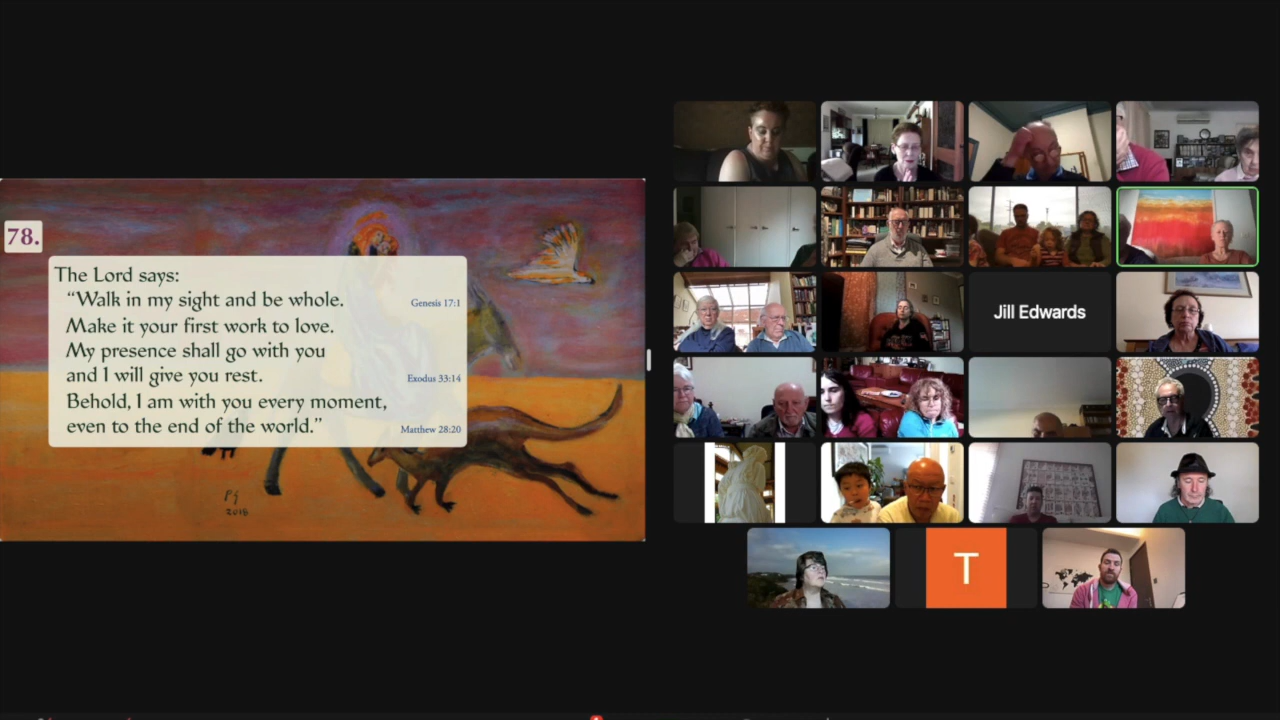 78.
The Lord says:
"Walk in my sight and be whole.
Genesis 17:1
Make it your first work to love.
My presence shall go with you
and I will give you rest.
Exodus 33:14
Behold, I am with you every moment,
even to the end of the world."
Matthew 28:20
PS
2018
Jill Edwards
T